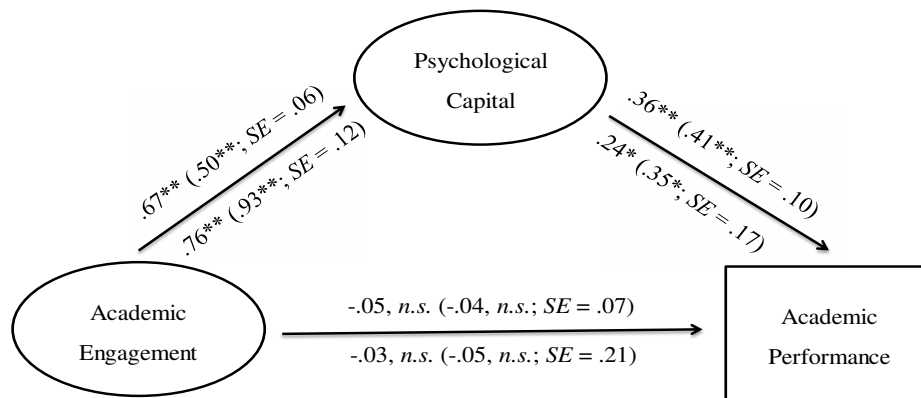 Psychological
Capital
.67** (.50**; SE = .06)
.76** (.93**; SE = .12)
.36** (.41**; SE = .10)
.24* (.35*; SE = .17)
Academic
Engagement
-.05, n.s. (-.04, n.s.; SE = .07)
-.03, n.s. (-.05, n.s.; SE = .21)
Academic
Performance